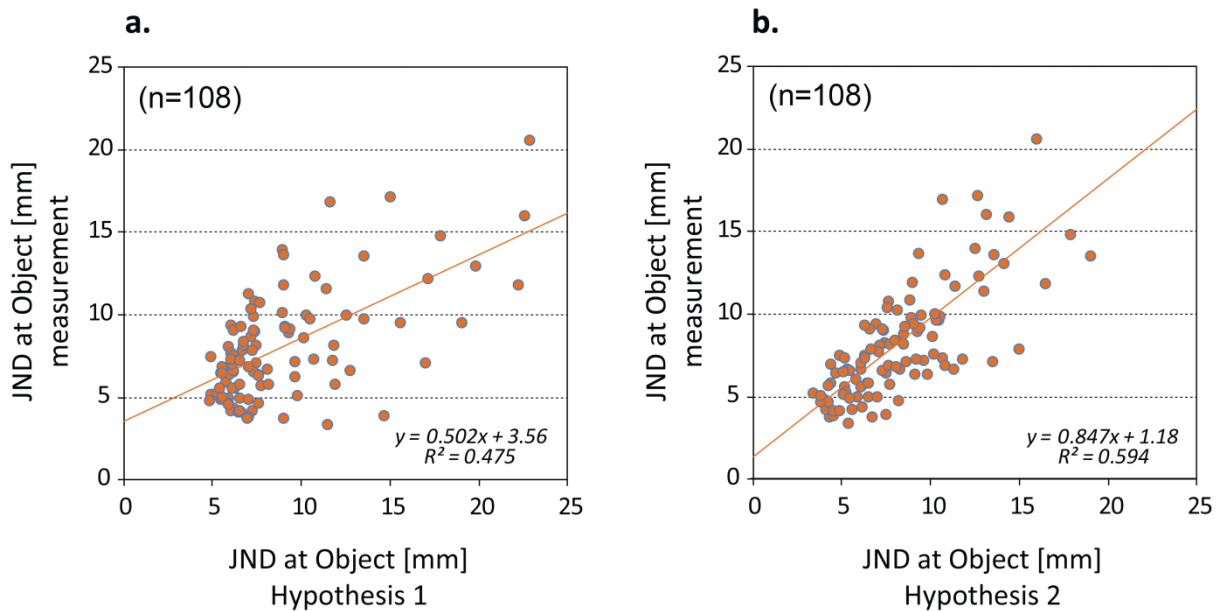 a.
JND at Object [mm]
measurement
25
20
15
10
5
0
(n=108)
y = 0.502x + 3.56
R² = 0.475
0 5 10 15 20 25
JND at Object [mm]
Hypothesis 1
b.
JND at Object [mm]
measurement
25
20
15
10
5
0
(n=108)
y = 0.847x + 1.18
R² = 0.594
0 5 10 15 20 25
JND at Object [mm]
Hypothesis 2